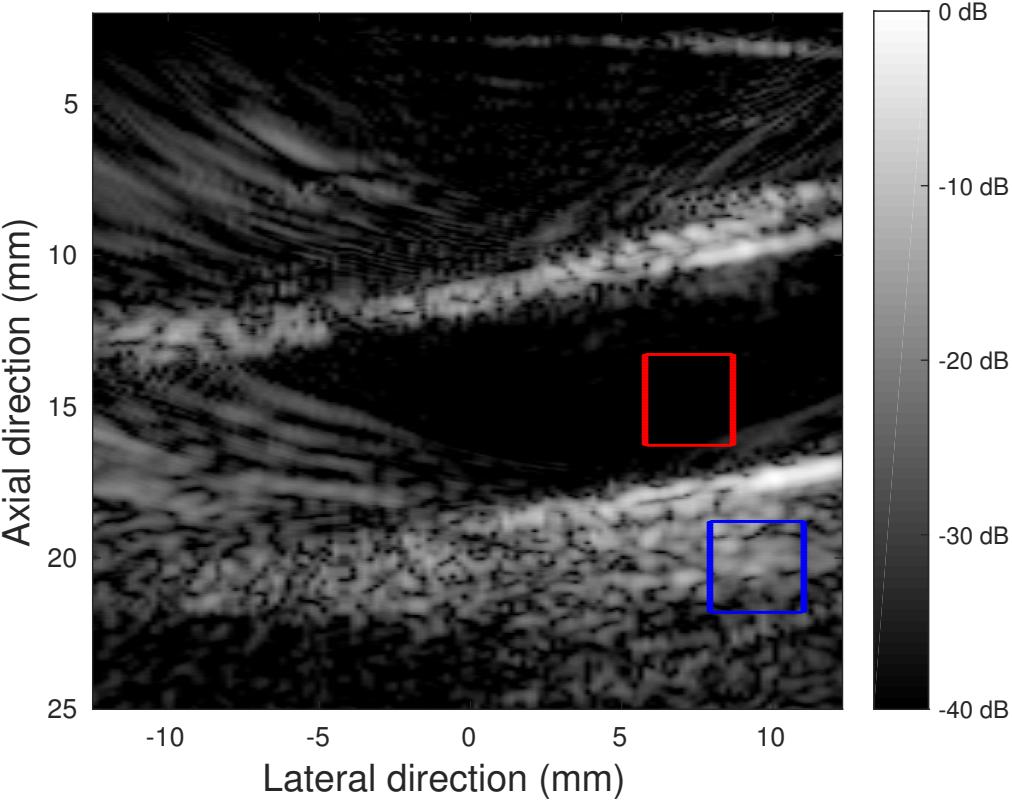 0 dB
5
-10 dB
10
-20 dB
15
-30 dB
20
-40 dB
25
-10
-5
0
5
10
Axial direction (mm)
Lateral direction (mm)